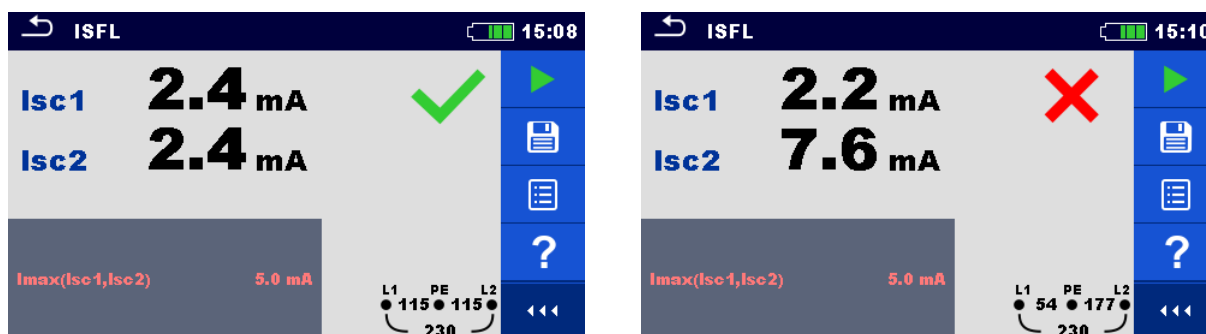 ISFL 15:08
Isc1 2.4 mA
Isc2 2.4 mA
Imax(Isc1,Isc2) 5.0 mA
L1 PE L2
115 115
230
?
ISFL 15:10
Isc1 2.2 mA
Isc2 7.6 mA
Imax(Isc1,Isc2) 5.0 mA
L1 PE L2
54 177
230
?